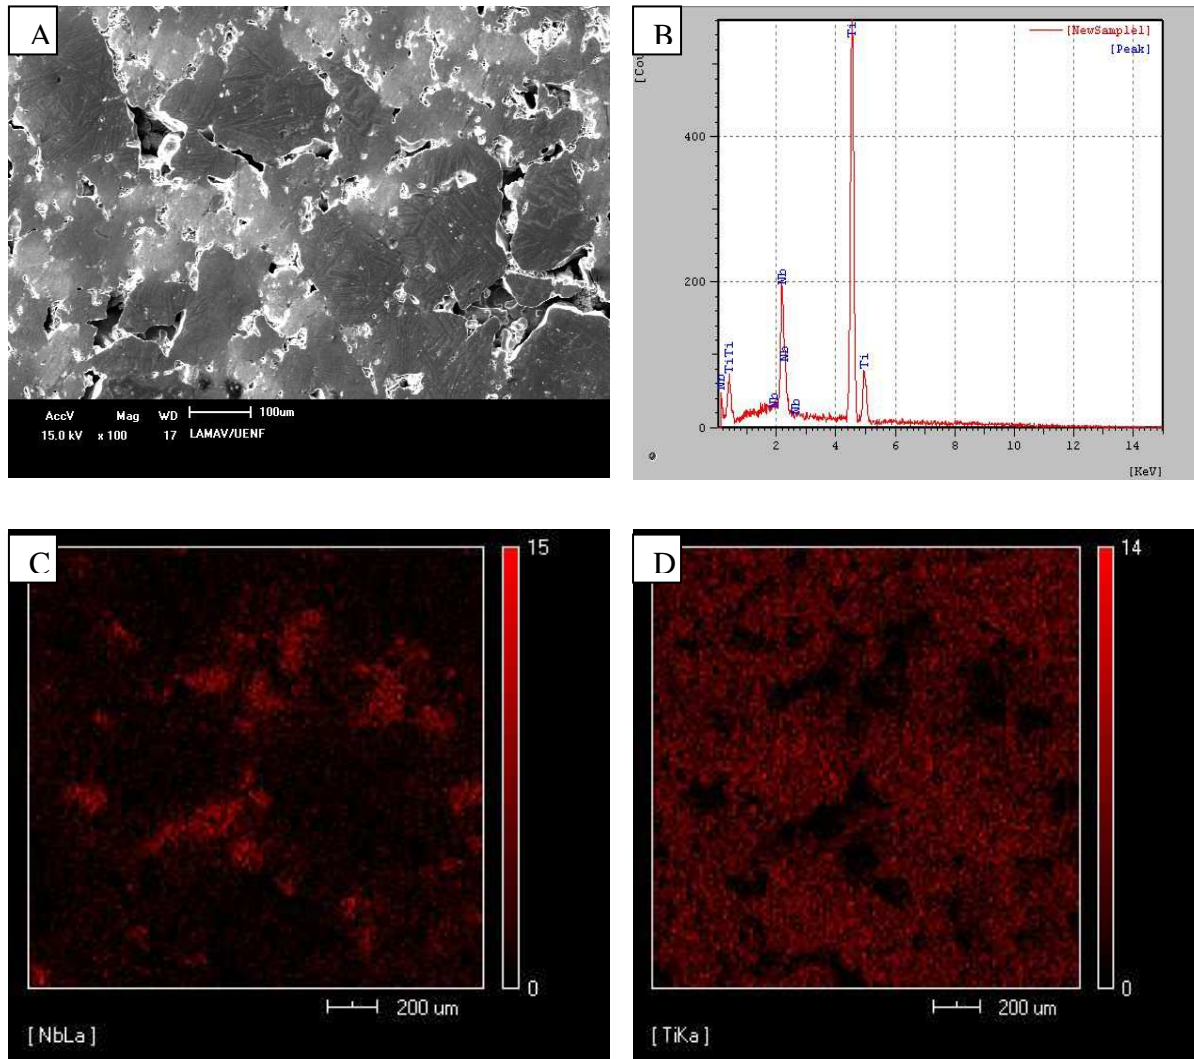 A
AccV Mag WD 100um
15.0 kV x 100 17 LAMAV/UENF
B
[NewSample1]
[Peak]
Ti
400
Nb
200
Nb
TiTi
Ti
Nb
Nb
Nb
0
2 4 6 8 10 12 14
[KeV]
C
15
0
200 um
[ NbLa ]
D
14
0
200 um
[ TiKa ]